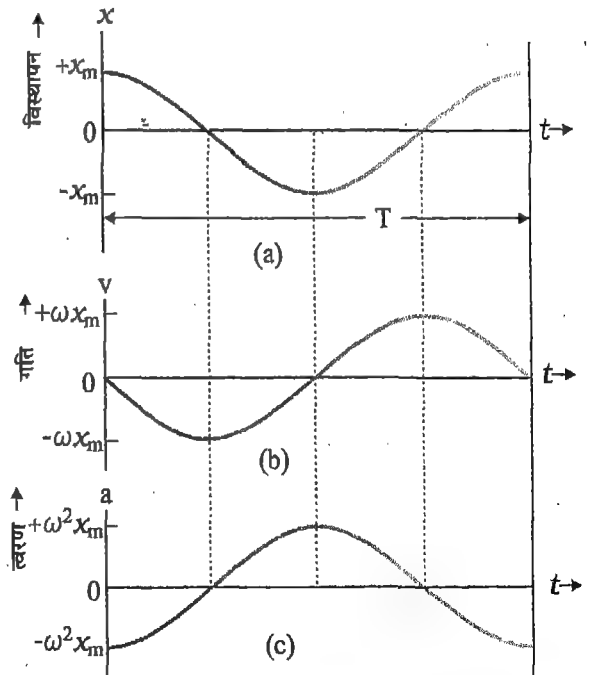 x
विस्थापन →
+xm
0
t→
-xm
T
(a)
v
गति →
+ωxm
0
t→
-ωxm
(b)
a
त्वरण →
+ω²xm
0
t→
-ω²xm
(c)